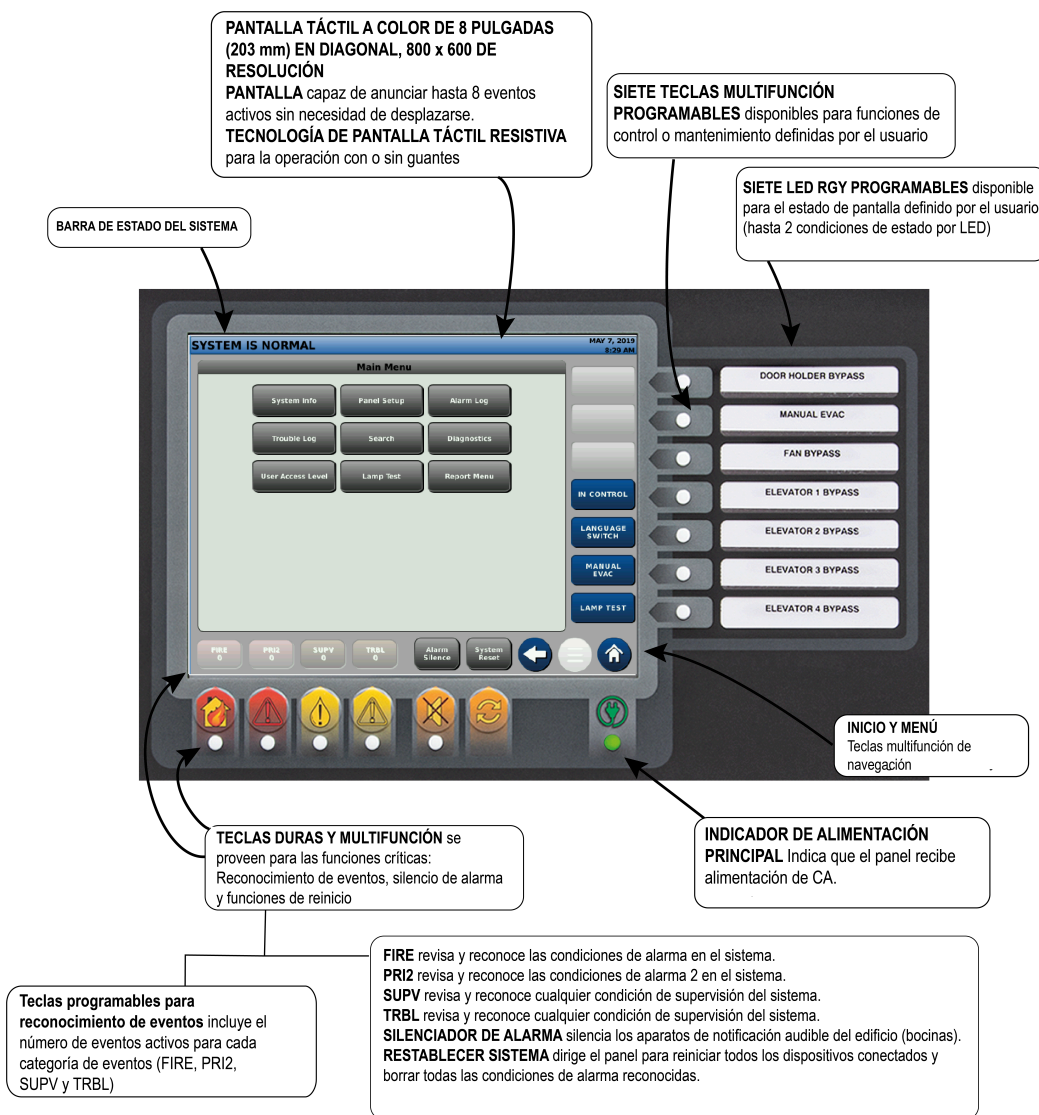 PANTALLA TÁCTIL A COLOR DE 8 PULGADAS
(203 mm) EN DIAGONAL, 800 x 600 DE
RESOLUCIÓN
PANTALLA capaz de anunciar hasta 8 eventos
activos sin necesidad de desplazarse.
TECNOLOGÍA DE PANTALLA TÁCTIL RESISTIVA
para la operación con o sin guantes
SIETE TECLAS MULTIFUNCIÓN
PROGRAMABLES disponibles para funciones de
control o mantenimiento definidas por el usuario
SIETE LED RGY PROGRAMABLES disponible
para el estado de pantalla definido por el usuario
(hasta 2 condiciones de estado por LED)
BARRA DE ESTADO DEL SISTEMA
SYSTEM IS NORMAL
MAY 7, 2019
8:29 AM
Main Menu
System Info
Panel Setup
Alarm Log
Trouble Log
Search
Diagnostics
User Access Level
Lamp Test
Report Menu
IN CONTROL
LANGUAGE
SWITCH
MANUAL
EVAC
LAMP TEST
DOOR HOLDER BYPASS
MANUAL EVAC
FAN BYPASS
ELEVATOR 1 BYPASS
ELEVATOR 2 BYPASS
ELEVATOR 3 BYPASS
ELEVATOR 4 BYPASS
FIRE
0
PRI2
0
SUPV
0
TRBL
0
Alarm
Silence
System
Reset
INICIO Y MENÚ
Teclas multifunción de
navegación
TECLAS DURAS Y MULTIFUNCIÓN se
proveen para las funciones críticas:
Reconocimiento de eventos, silencio de alarma
y funciones de reinicio
INDICADOR DE ALIMENTACIÓN
PRINCIPAL Indica que el panel recibe
alimentación de CA.
Teclas programables para
reconocimiento de eventos incluye el
número de eventos activos para cada
categoría de eventos (FIRE, PRI2,
SUPV y TRBL)
FIRE revisa y reconoce las condiciones de alarma en el sistema.
PRI2 revisa y reconoce las condiciones de alarma 2 en el sistema.
SUPV revisa y reconoce cualquier condición de supervisión del sistema.
TRBL revisa y reconoce cualquier condición de supervisión del sistema.
SILENCIADOR DE ALARMA silencia los aparatos de notificación audible del edificio (bocinas).
RESTABLECER SISTEMA dirige el panel para reiniciar todos los dispositivos conectados y
borrar todas las condiciones de alarma reconocidas.